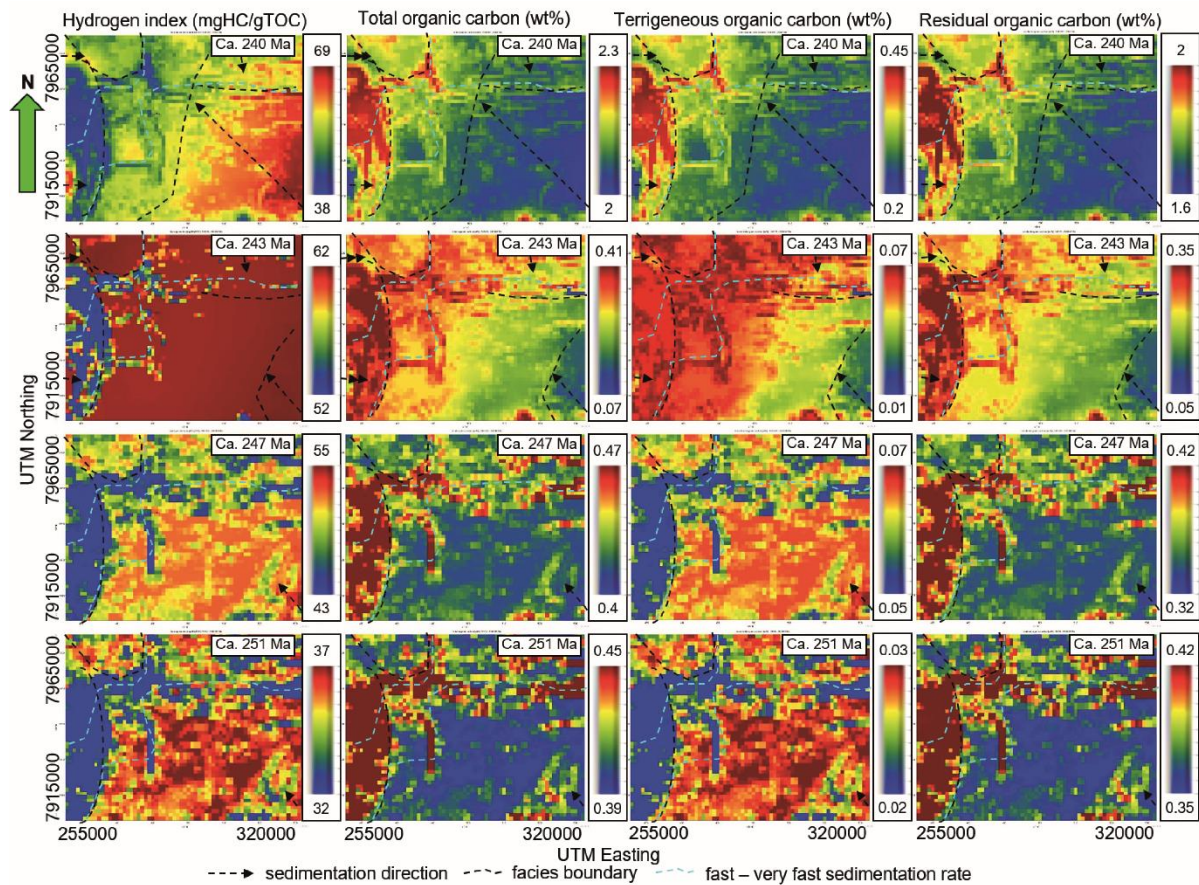 Hydrogen index (mgHC/gTOC)
Total organic carbon (wt%)
Terrigeneous organic carbon (wt%)
Residual organic carbon (wt%)
N
UTM Northing
7965000
7915000
Ca. 240 Ma
69
38
Ca. 240 Ma
2.3
2
Ca. 240 Ma
0.45
0.2
Ca. 240 Ma
2
1.6
7965000
7915000
Ca. 243 Ma
62
52
Ca. 243 Ma
0.41
0.07
Ca. 243 Ma
0.07
0.01
Ca. 243 Ma
0.35
0.05
7965000
7915000
Ca. 247 Ma
55
43
Ca. 247 Ma
0.47
0.4
Ca. 247 Ma
0.07
0.05
Ca. 247 Ma
0.42
0.32
7965000
7915000
Ca. 251 Ma
37
32
Ca. 251 Ma
0.45
0.39
Ca. 251 Ma
0.03
0.02
Ca. 251 Ma
0.42
0.35
255000 320000
255000 320000
255000 320000
255000 320000
UTM Easting
sedimentation direction
facies boundary
fast – very fast sedimentation rate